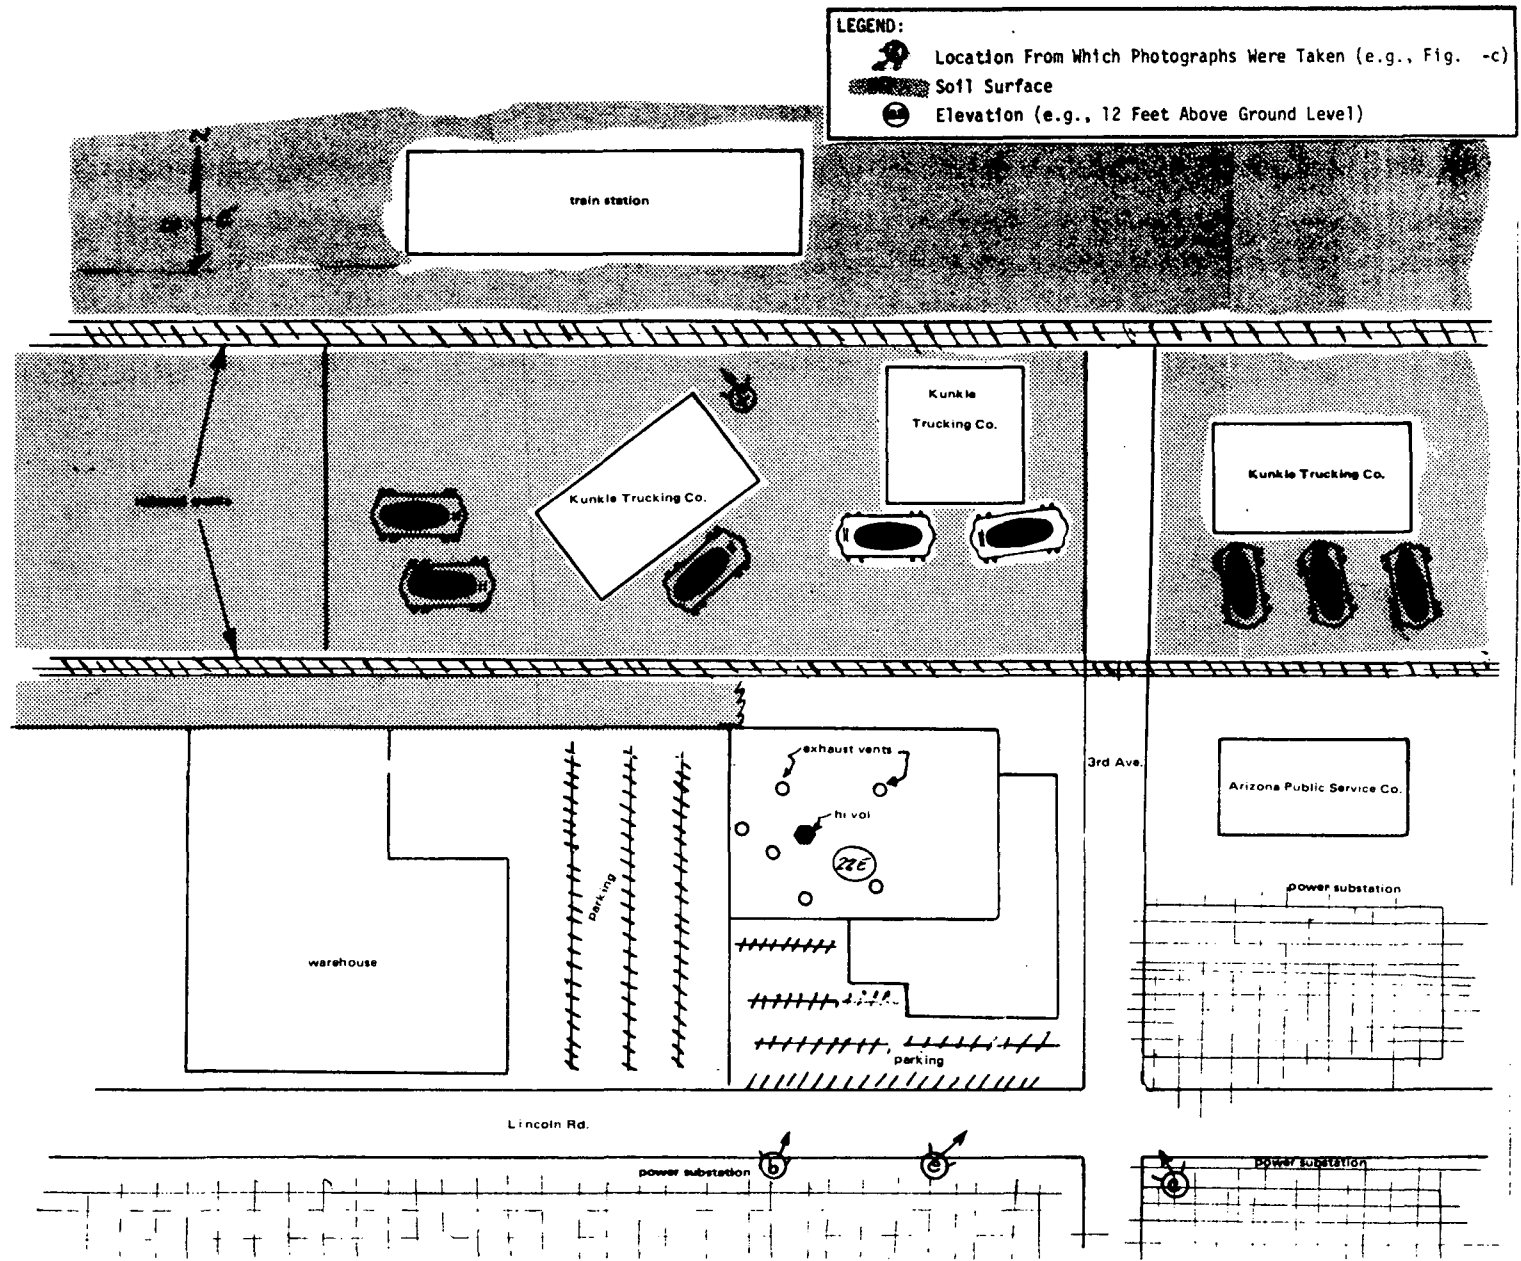 LEGEND:
Location From Which Photographs Were Taken (e.g., Fig. -c)
Soil Surface
Elevation (e.g., 12 Feet Above Ground Level)
train station
Kunkle
Trucking Co.
Kunkle Trucking Co.
Kunkle Trucking Co.
exhaust vents
3rd Ave.
Arizona Public Service Co.
hi vol
parking
power substation
warehouse
parking
Lincoln Rd.
power substation
b
power substation